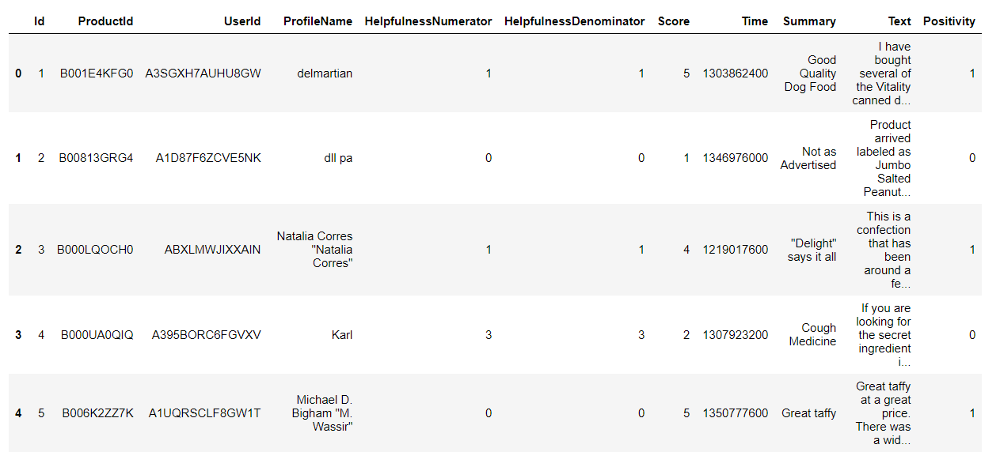 Id ProductId UserId ProfileName HelpfulnessNumerator HelpfulnessDenominator Score Time Summary Text Positivity
0 1 B001E4KFG0 A3SGXH7AUHU8GW delmartian 1 1 5 1303862400 Good Quality Dog Food I have bought several of the Vitality canned d... 1
1 2 B00813GRG4 A1D87F6ZCVE5NK dll pa 0 0 1 1346976000 Not as Advertised Product arrived labeled as Jumbo Salted Peanut... 0
2 3 B000LQOCH0 ABXLMWJIXXAIN Natalia Corres "Natalia Corres" 1 1 4 1219017600 "Delight" says it all This is a confection that has been around a fe... 1
3 4 B000UA0QIQ A395BORC6FGVXV Karl 3 3 2 1307923200 Cough Medicine If you are looking for the secret ingredient i... 0
4 5 B006K2ZZ7K A1UQRSCLF8GW1T Michael D. Bigham "M. Wassir" 0 0 5 1350777600 Great taffy Great taffy at a great price. There was a wid... 1